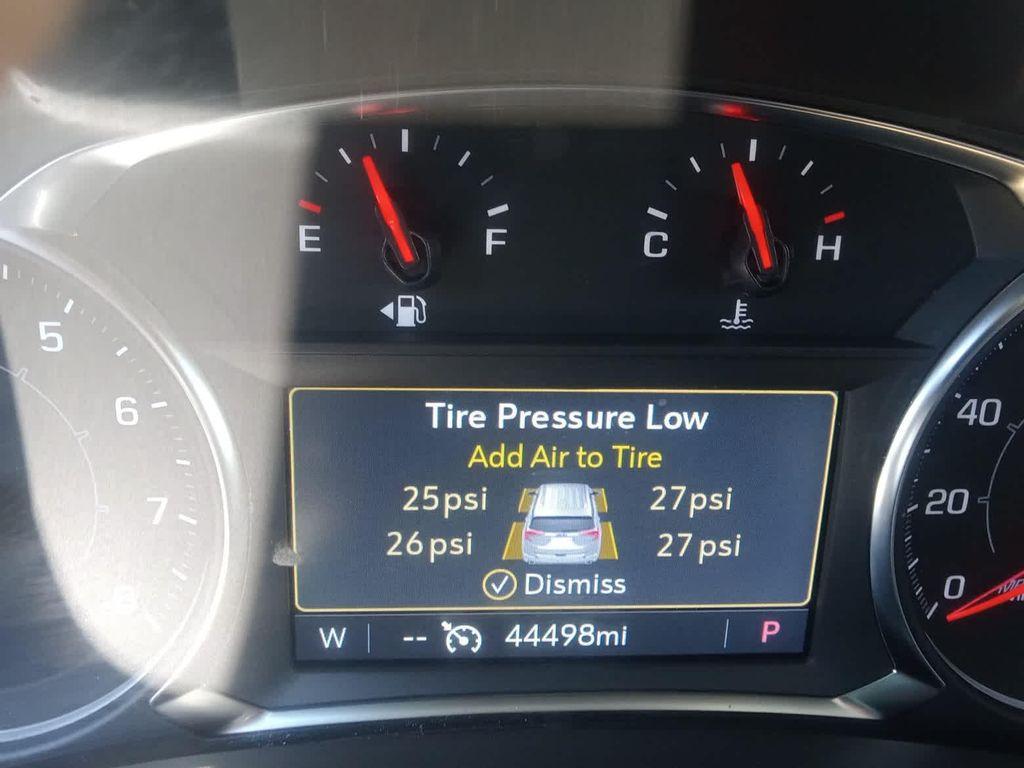 E
F
C
H
5
6
7
8
Tire Pressure Low
Add Air to Tire
25psi 27psi
26psi 27psi
Dismiss
W -- 44498mi P
40
20
0